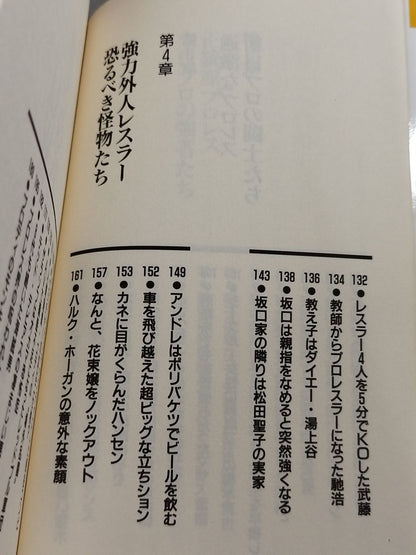 132●レスラー4人を5分でKOした武藤
134●教師からプロレスラーになった馳浩
136●教え子はダイエー・湯上谷
138●坂口は親指をなめると突然強くなる
143●坂口家の隣りは松田聖子の実家
第4章
強力外人レスラー
恐るべき怪物たち
149●アンドレはポリバケツでビールを飲む
152●車を飛び越えた超ビッグな立ちション
153●カネに目がくらんだハンセン
157●なんと、花束嬢をノックアウト
161●ハルク・ホーガンの意外な素顔